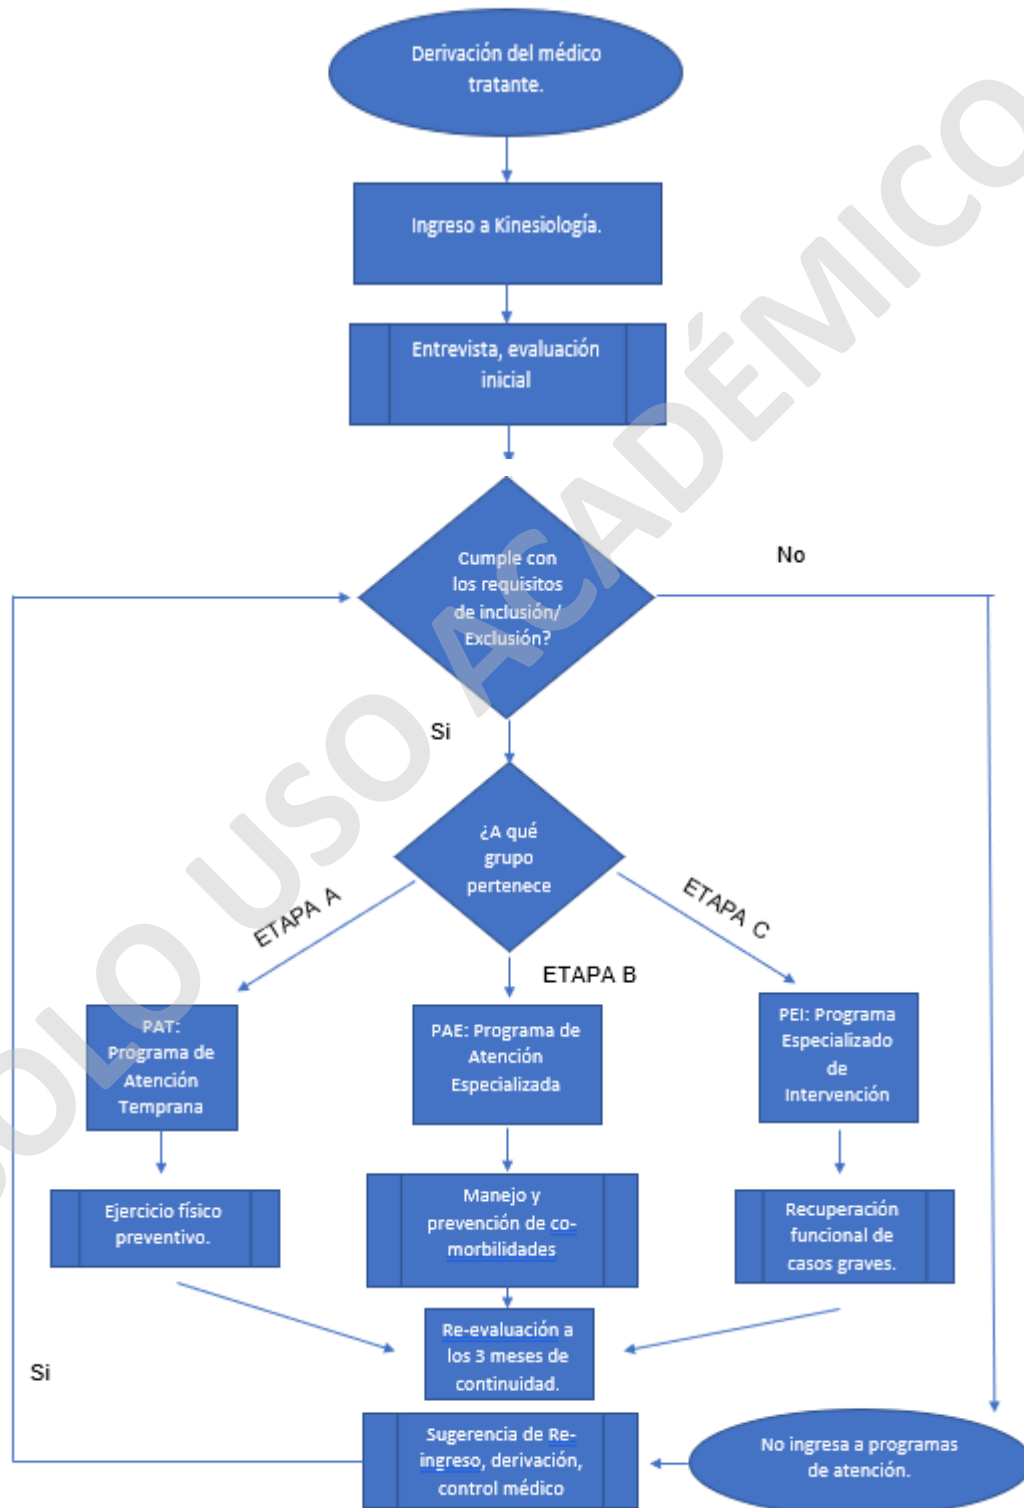 Derivación del médico
tratante.
Ingreso a Kinesiología.
Entrevista, evaluación
inicial
Cumple con
los requisitos
de inclusión/
Exclusión?
No
Si
¿A qué
grupo
pertenece
ETAPA A
ETAPA B
ETAPA C
PAT:
Programa de
Atención
Temprana
PAE: Programa de
Atención
Especializada
PEI: Programa
Especializado
de
Intervención
Ejercicio físico
preventivo.
Manejo y
prevención de co-
morbilidades
Recuperación
funcional de
casos graves.
Re-evaluación a
los 3 meses de
continuidad.
Si
Sugerencia de Re-
ingreso, derivación,
control médico
No ingresa a programas
de atención.
SOLO USO ACADÉMICO